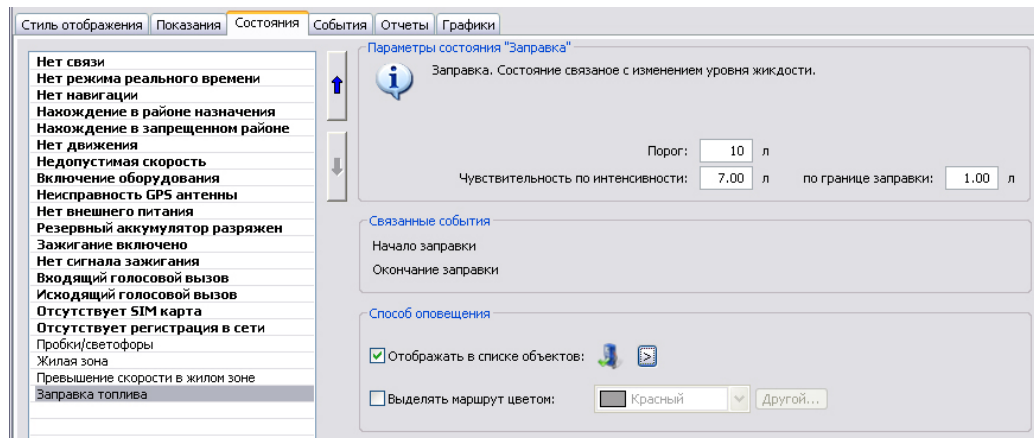 Стиль отображения Показания Состояния События Отчеты Графики
Нет связи
Нет режима реального времени
Нет навигации
Нахождение в районе назначения
Нахождение в запрещенном районе
Нет движения
Недопустимая скорость
Включение оборудования
Неисправность GPS антенны
Нет внешнего питания
Резервный аккумулятор разряжен
Зажигание включено
Нет сигнала зажигания
Входящий голосовой вызов
Исходящий голосовой вызов
Отсутствует SIM карта
Отсутствует регистрация в сети
Пробки/светофоры
Жилая зона
Превышение скорости в жилом зоне
Заправка топлива
Параметры состояния "Заправка"
Заправка. Состояние связаное с изменением уровня жикдости.
Порог: 10 л
Чувствительность по интенсивности: 7.00 л по границе заправки: 1.00 л
Связанные события
Начало заправки
Окончание заправки
Способ оповещения
Отображать в списке объектов: >
Выделять маршрут цветом: Красный Другой...